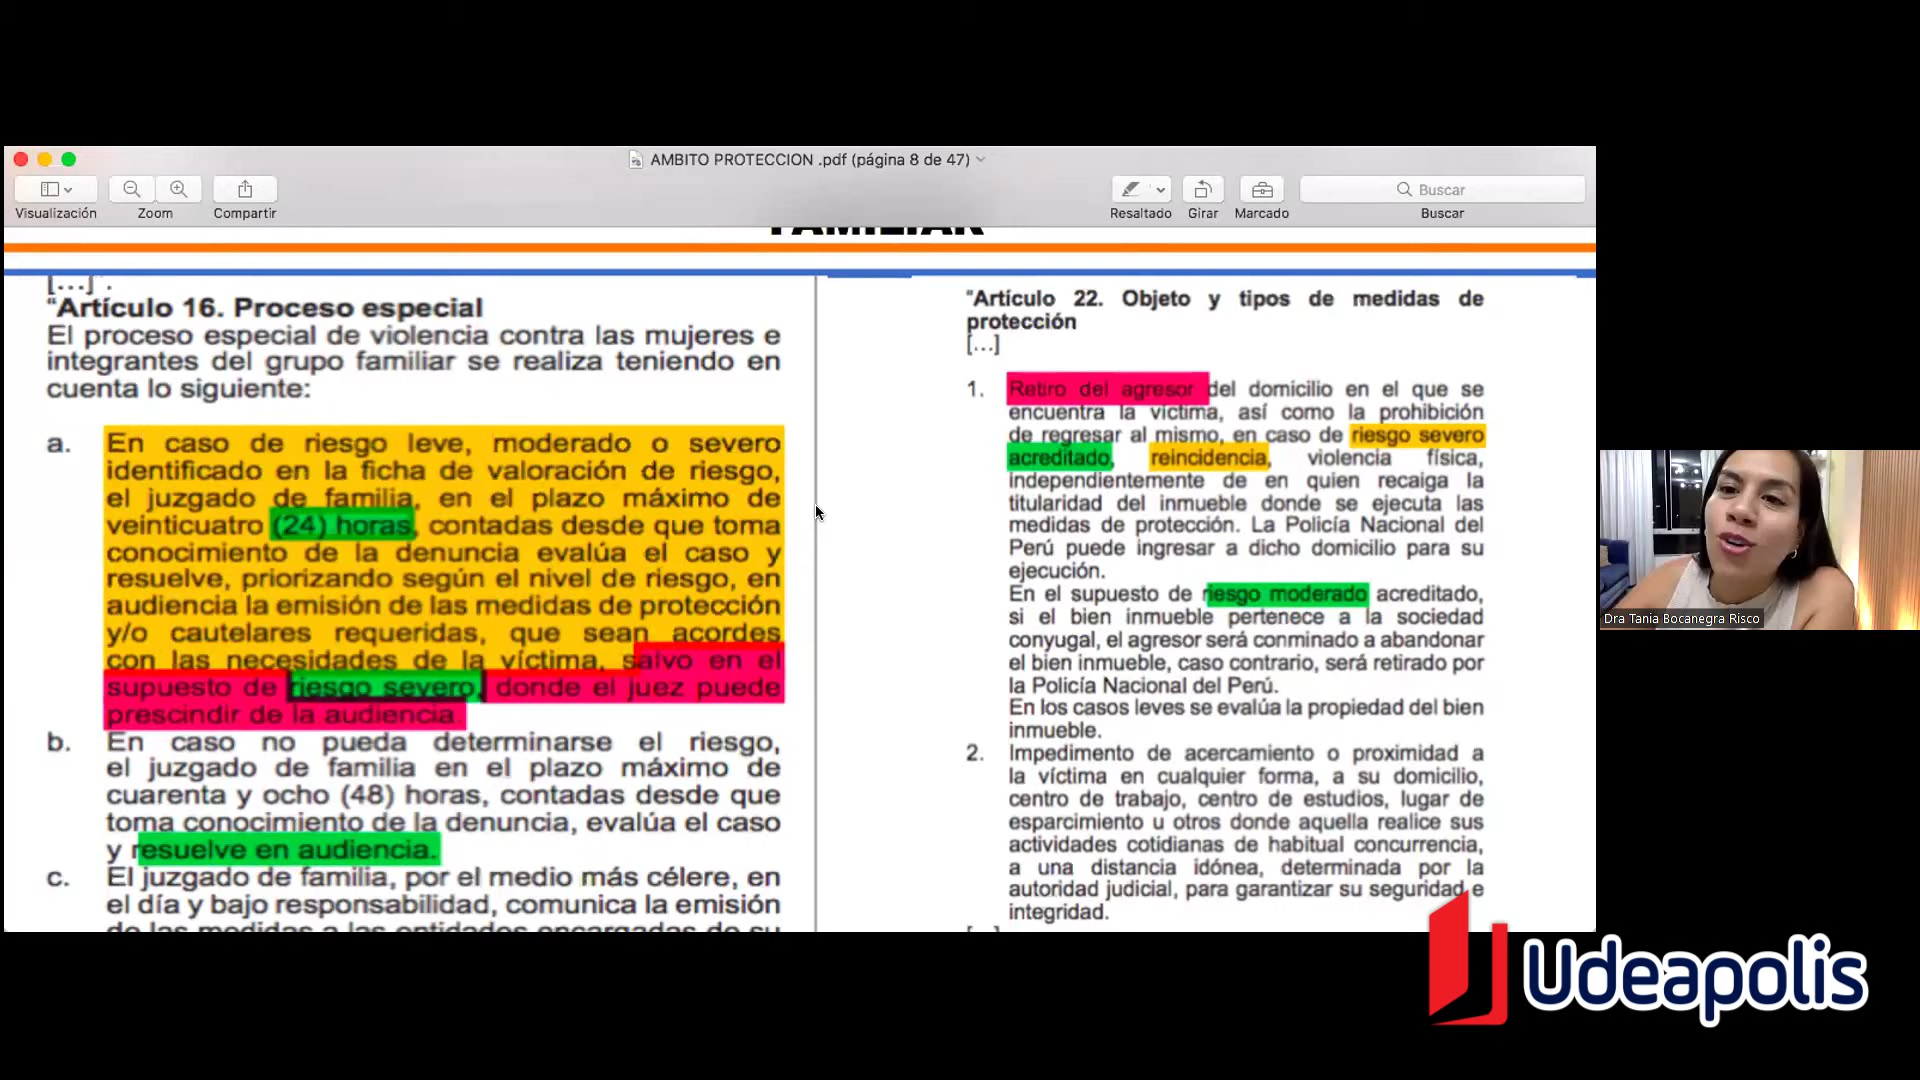 AMBITO PROTECCION .pdf (página 8 de 47)
Buscar
Visualización
Zoom
Compartir
Resaltado
Girar
Marcado
Buscar
FAMILIAR
[...]".
“Artículo 16. Proceso especial
El proceso especial de violencia contra las mujeres e
integrantes del grupo familiar se realiza teniendo en
cuenta lo siguiente:
a. En caso de riesgo leve, moderado o severo
identificado en la ficha de valoración de riesgo,
el juzgado de familia, en el plazo máximo de
veinticuatro (24) horas, contadas desde que toma
conocimiento de la denuncia evalúa el caso y
resuelve, priorizando según el nivel de riesgo, en
audiencia la emisión de las medidas de protección
y/o cautelares requeridas, que sean acordes
con las necesidades de la víctima, salvo en el
supuesto de riesgo severo, donde el juez puede
prescindir de la audiencia.
b. En caso no pueda determinarse el riesgo,
el juzgado de familia en el plazo máximo de
cuarenta y ocho (48) horas, contadas desde que
toma conocimiento de la denuncia, evalúa el caso
y resuelve en audiencia.
c. El juzgado de familia, por el medio más célere, en
el día y bajo responsabilidad, comunica la emisión
de las medidas a las entidades encargadas de su
“Artículo 22. Objeto y tipos de medidas de
protección
[...]
1. Retiro del agresor del domicilio en el que se
encuentra la víctima, así como la prohibición
de regresar al mismo, en caso de riesgo severo
acreditado, reincidencia, violencia física,
independientemente de en quien recaiga la
titularidad del inmueble donde se ejecuta las
medidas de protección. La Policía Nacional del
Perú puede ingresar a dicho domicilio para su
ejecución.
En el supuesto de riesgo moderado acreditado,
si el bien inmueble pertenece a la sociedad
conyugal, el agresor será conminado a abandonar
el bien inmueble, caso contrario, será retirado por
la Policía Nacional del Perú.
En los casos leves se evalúa la propiedad del bien
inmueble.
2. Impedimento de acercamiento o proximidad a
la víctima en cualquier forma, a su domicilio,
centro de trabajo, centro de estudios, lugar de
esparcimiento u otros donde aquella realice sus
actividades cotidianas de habitual concurrencia,
a una distancia idónea, determinada por la
autoridad judicial, para garantizar su seguridad e
integridad.
Dra Tania Bocanegra Risco
Udeapolis